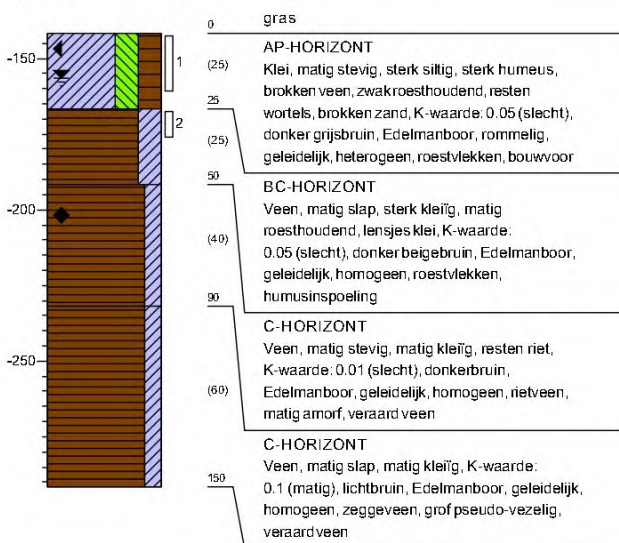 0
gras
AP-HORIZONT
(25)
Klei, matig stevig, sterk siltig, sterk humeus,
brokken veen, zwak roesthoudend, resten
25
wortels, brokken zand, K-waarde: 0.05 (slecht),
donker grijsbruin, Edelmanboor, rommelig,
(25)
geleidelijk, heterogeen, roestvlekken, bouwvoor
50
BC-HORIZONT
Veen, matig slap, sterk kleiïg, matig
roesthoudend, lensjes klei, K-waarde:
(40)
0.05 (slecht), donker beigebruin, Edelmanboor,
geleidelijk, homogeen, roestvlekken,
humusinspoeling
90
C-HORIZONT
Veen, matig stevig, matig kleiïg, resten riet,
K-waarde: 0.01 (slecht), donkerbruin,
(60)
Edelmanboor, geleidelijk, homogeen, rietveen,
matig amorf, veraard veen
C-HORIZONT
150
Veen, matig slap, matig kleiïg, K-waarde:
0.1 (matig), lichtbruin, Edelmanboor, geleidelijk,
homogeen, zeggeveen, grof pseudo-vezelig,
veraard veen
-150
-200
-250
1
2